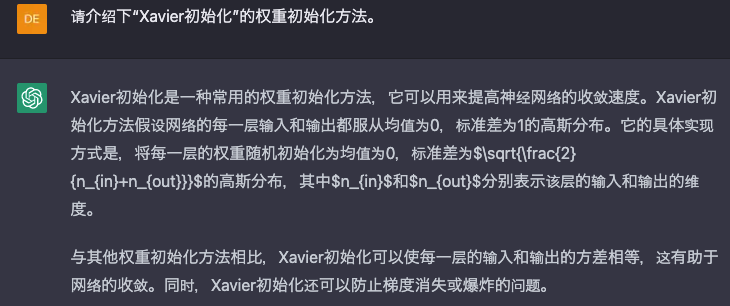 DE
请介绍下“Xavier初始化”的权重初始化方法。
Xavier初始化是一种常用的权重初始化方法，它可以用来提高神经网络的收敛速度。Xavier初
始化方法假设网络的每一层输入和输出都服从均值为0，标准差为1的高斯分布。它的具体实现
方式是，将每一层的权重随机初始化为均值为0，标准差为$\sqrt{\frac{2}
{n_{in}+n_{out}}}$的高斯分布，其中$n_{in}$和$n_{out}$分别表示该层的输入和输出的维
度。
与其他权重初始化方法相比，Xavier初始化可以使每一层的输入和输出的方差相等，这有助于
网络的收敛。同时，Xavier初始化还可以防止梯度消失或爆炸的问题。